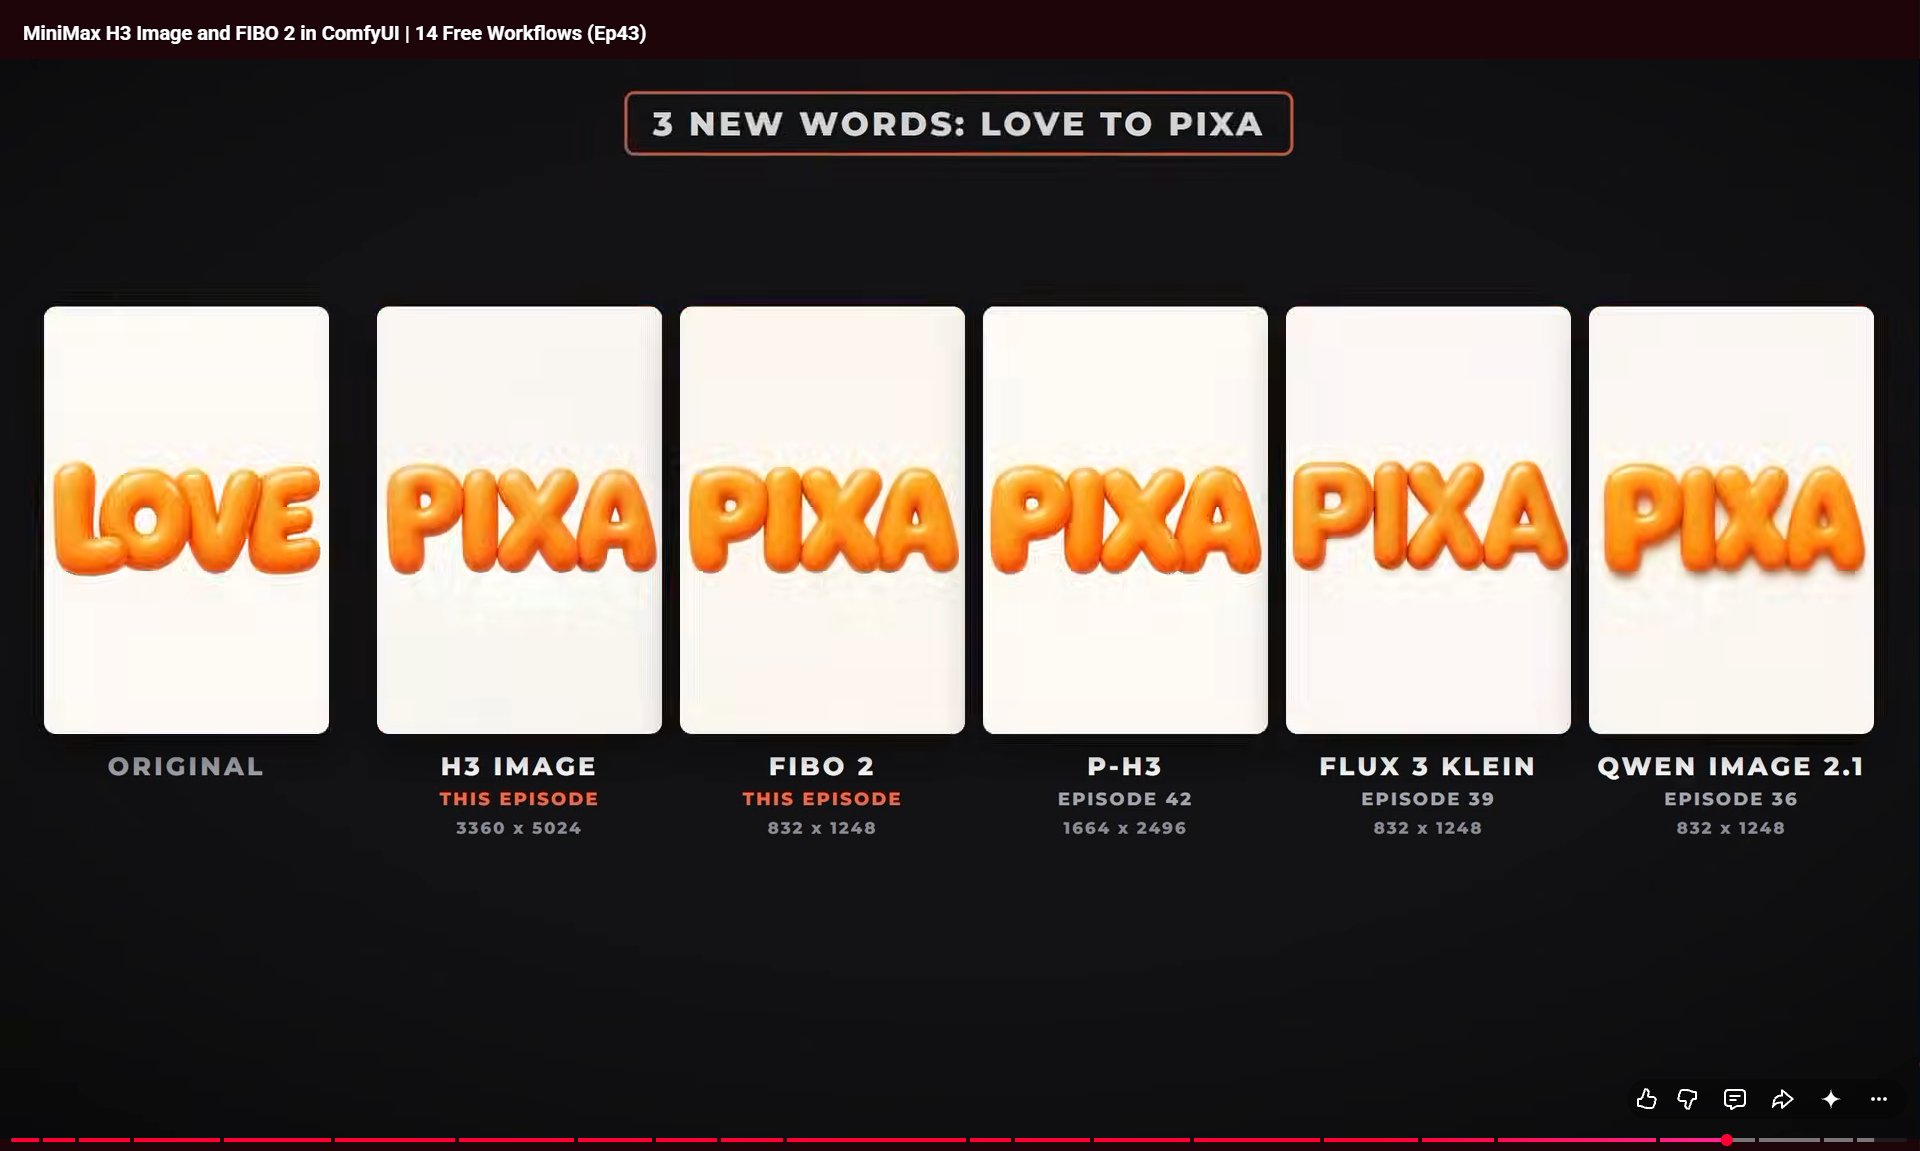 MiniMax H3 Image and FIBO 2 in ComfyUI | 14 Free Workflows (Ep43)
3 NEW WORDS: LOVE TO PIXA
LOVE
PIXA
PIXA
PIXA
PIXA
PIXA
ORIGINAL
H3 IMAGE
THIS EPISODE
3360 x 5024
FIBO 2
THIS EPISODE
832 x 1248
P-H3
EPISODE 42
1664 x 2496
FLUX 3 KLEIN
EPISODE 39
832 x 1248
QWEN IMAGE 2.1
EPISODE 36
832 x 1248